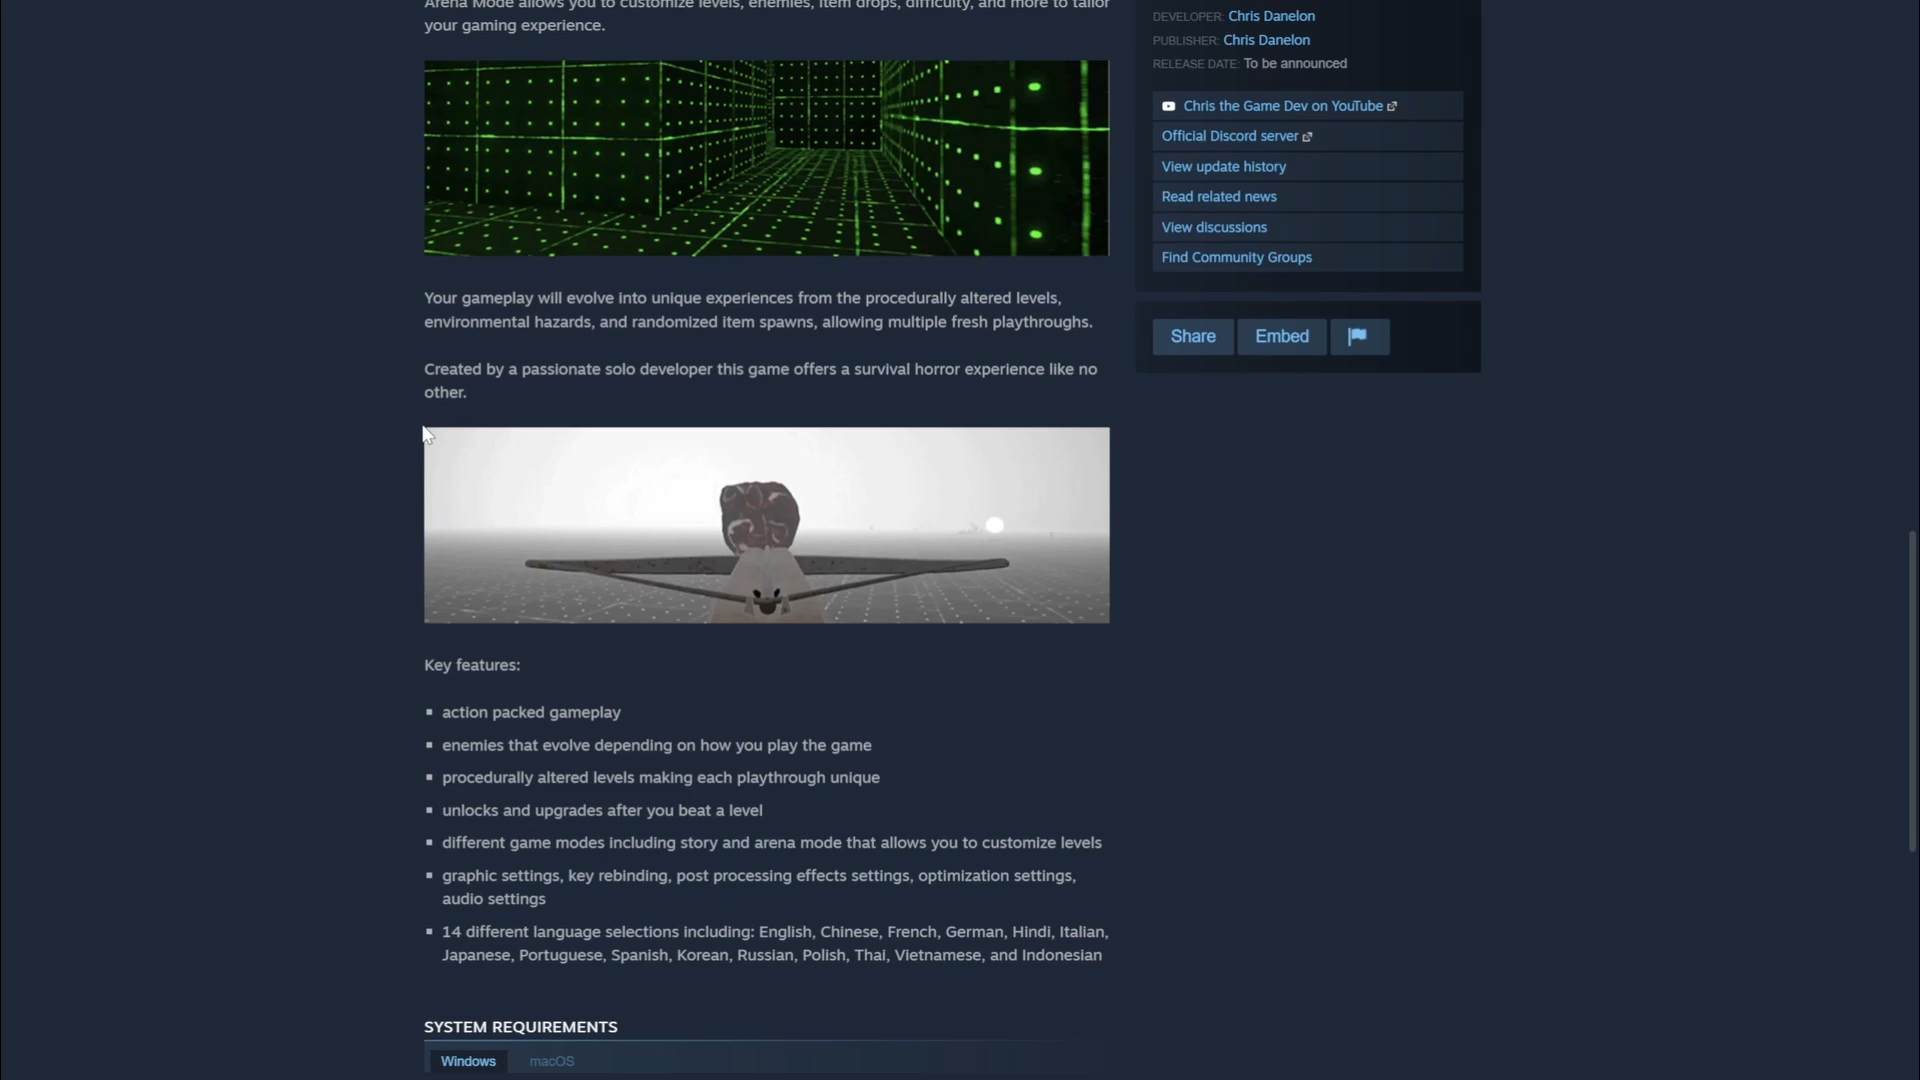 Arena Mode allows you to customize levels, enemies, item drops, difficulty, and more to tailor
your gaming experience.
Your gameplay will evolve into unique experiences from the procedurally altered levels,
environmental hazards, and randomized item spawns, allowing multiple fresh playthroughs.
Created by a passionate solo developer this game offers a survival horror experience like no
other.
Key features:
action packed gameplay
enemies that evolve depending on how you play the game
procedurally altered levels making each playthrough unique
unlocks and upgrades after you beat a level
different game modes including story and arena mode that allows you to customize levels
graphic settings, key rebinding, post processing effects settings, optimization settings,
audio settings
14 different language selections including: English, Chinese, French, German, Hindi, Italian,
Japanese, Portuguese, Spanish, Korean, Russian, Polish, Thai, Vietnamese, and Indonesian
SYSTEM REQUIREMENTS
Windows macOS
DEVELOPER: Chris Danelon
PUBLISHER: Chris Danelon
RELEASE DATE: To be announced
Chris the Game Dev on YouTube
Official Discord server
View update history
Read related news
View discussions
Find Community Groups
Share Embed